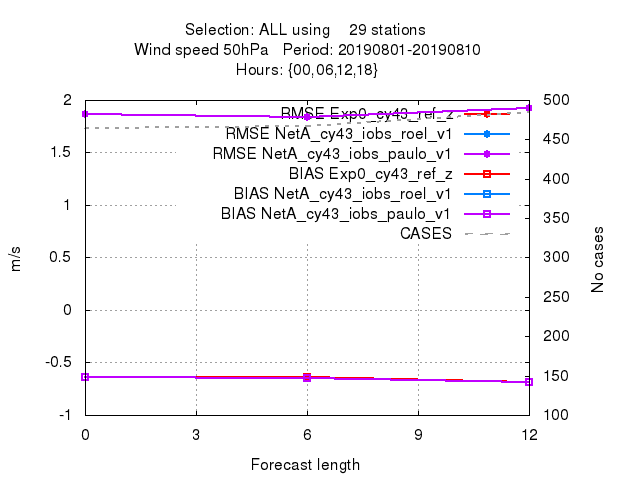 Selection: ALL using 29 stations
Wind speed 50hPa Period: 20190801-20190810
Hours: {00,06,12,18}
2
1.5
1
0.5
0
-0.5
-1
500
450
400
350
300
250
200
150
100
RMSE Exp0_cy43_ref_z
RMSE NetA_cy43_iobs_roel_v1
RMSE NetA_cy43_iobs_paulo_v1
BIAS Exp0_cy43_ref_z
BIAS NetA_cy43_iobs_roel_v1
BIAS NetA_cy43_iobs_paulo_v1
CASES
m/s
No cases
0 3 6 9 12
Forecast length